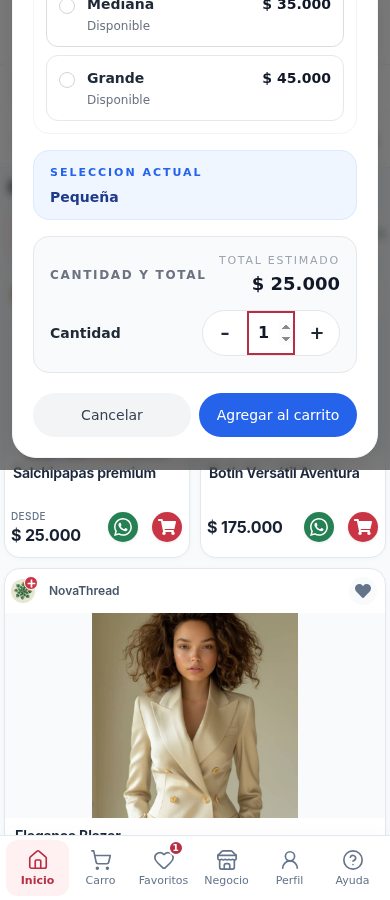 Mediana
$ 35.000
Disponible
Grande
$ 45.000
Disponible
SELECCION ACTUAL
Pequeña
CANTIDAD Y TOTAL
TOTAL ESTIMADO
$ 25.000
Cantidad
-
1
+
Cancelar
Agregar al carrito
Salchipapas premium
Botín Versátil Aventura
DESDE
$ 25.000
$ 175.000
NovaThread
Elegance Blazer
1
Inicio
Carro
Favoritos
Negocio
Perfil
Ayuda